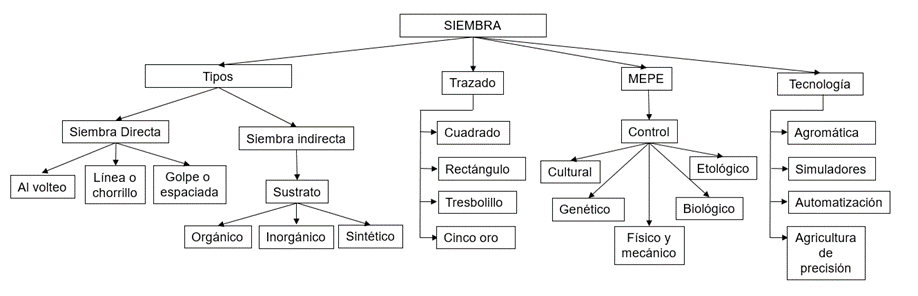 SIEMBRA
Tipos
Trazado
MEPE
Tecnología
Siembra Directa
Siembra indirecta
Al volteo
Línea o
chorrillo
Golpe o
espaciada
Sustrato
Orgánico
Inorgánico
Sintético
Cuadrado
Rectángulo
Tresbolillo
Cinco oro
Control
Cultural
Etológico
Genético
Biológico
Físico y
mecánico
Agromática
Simuladores
Automatización
Agricultura
de
precisión